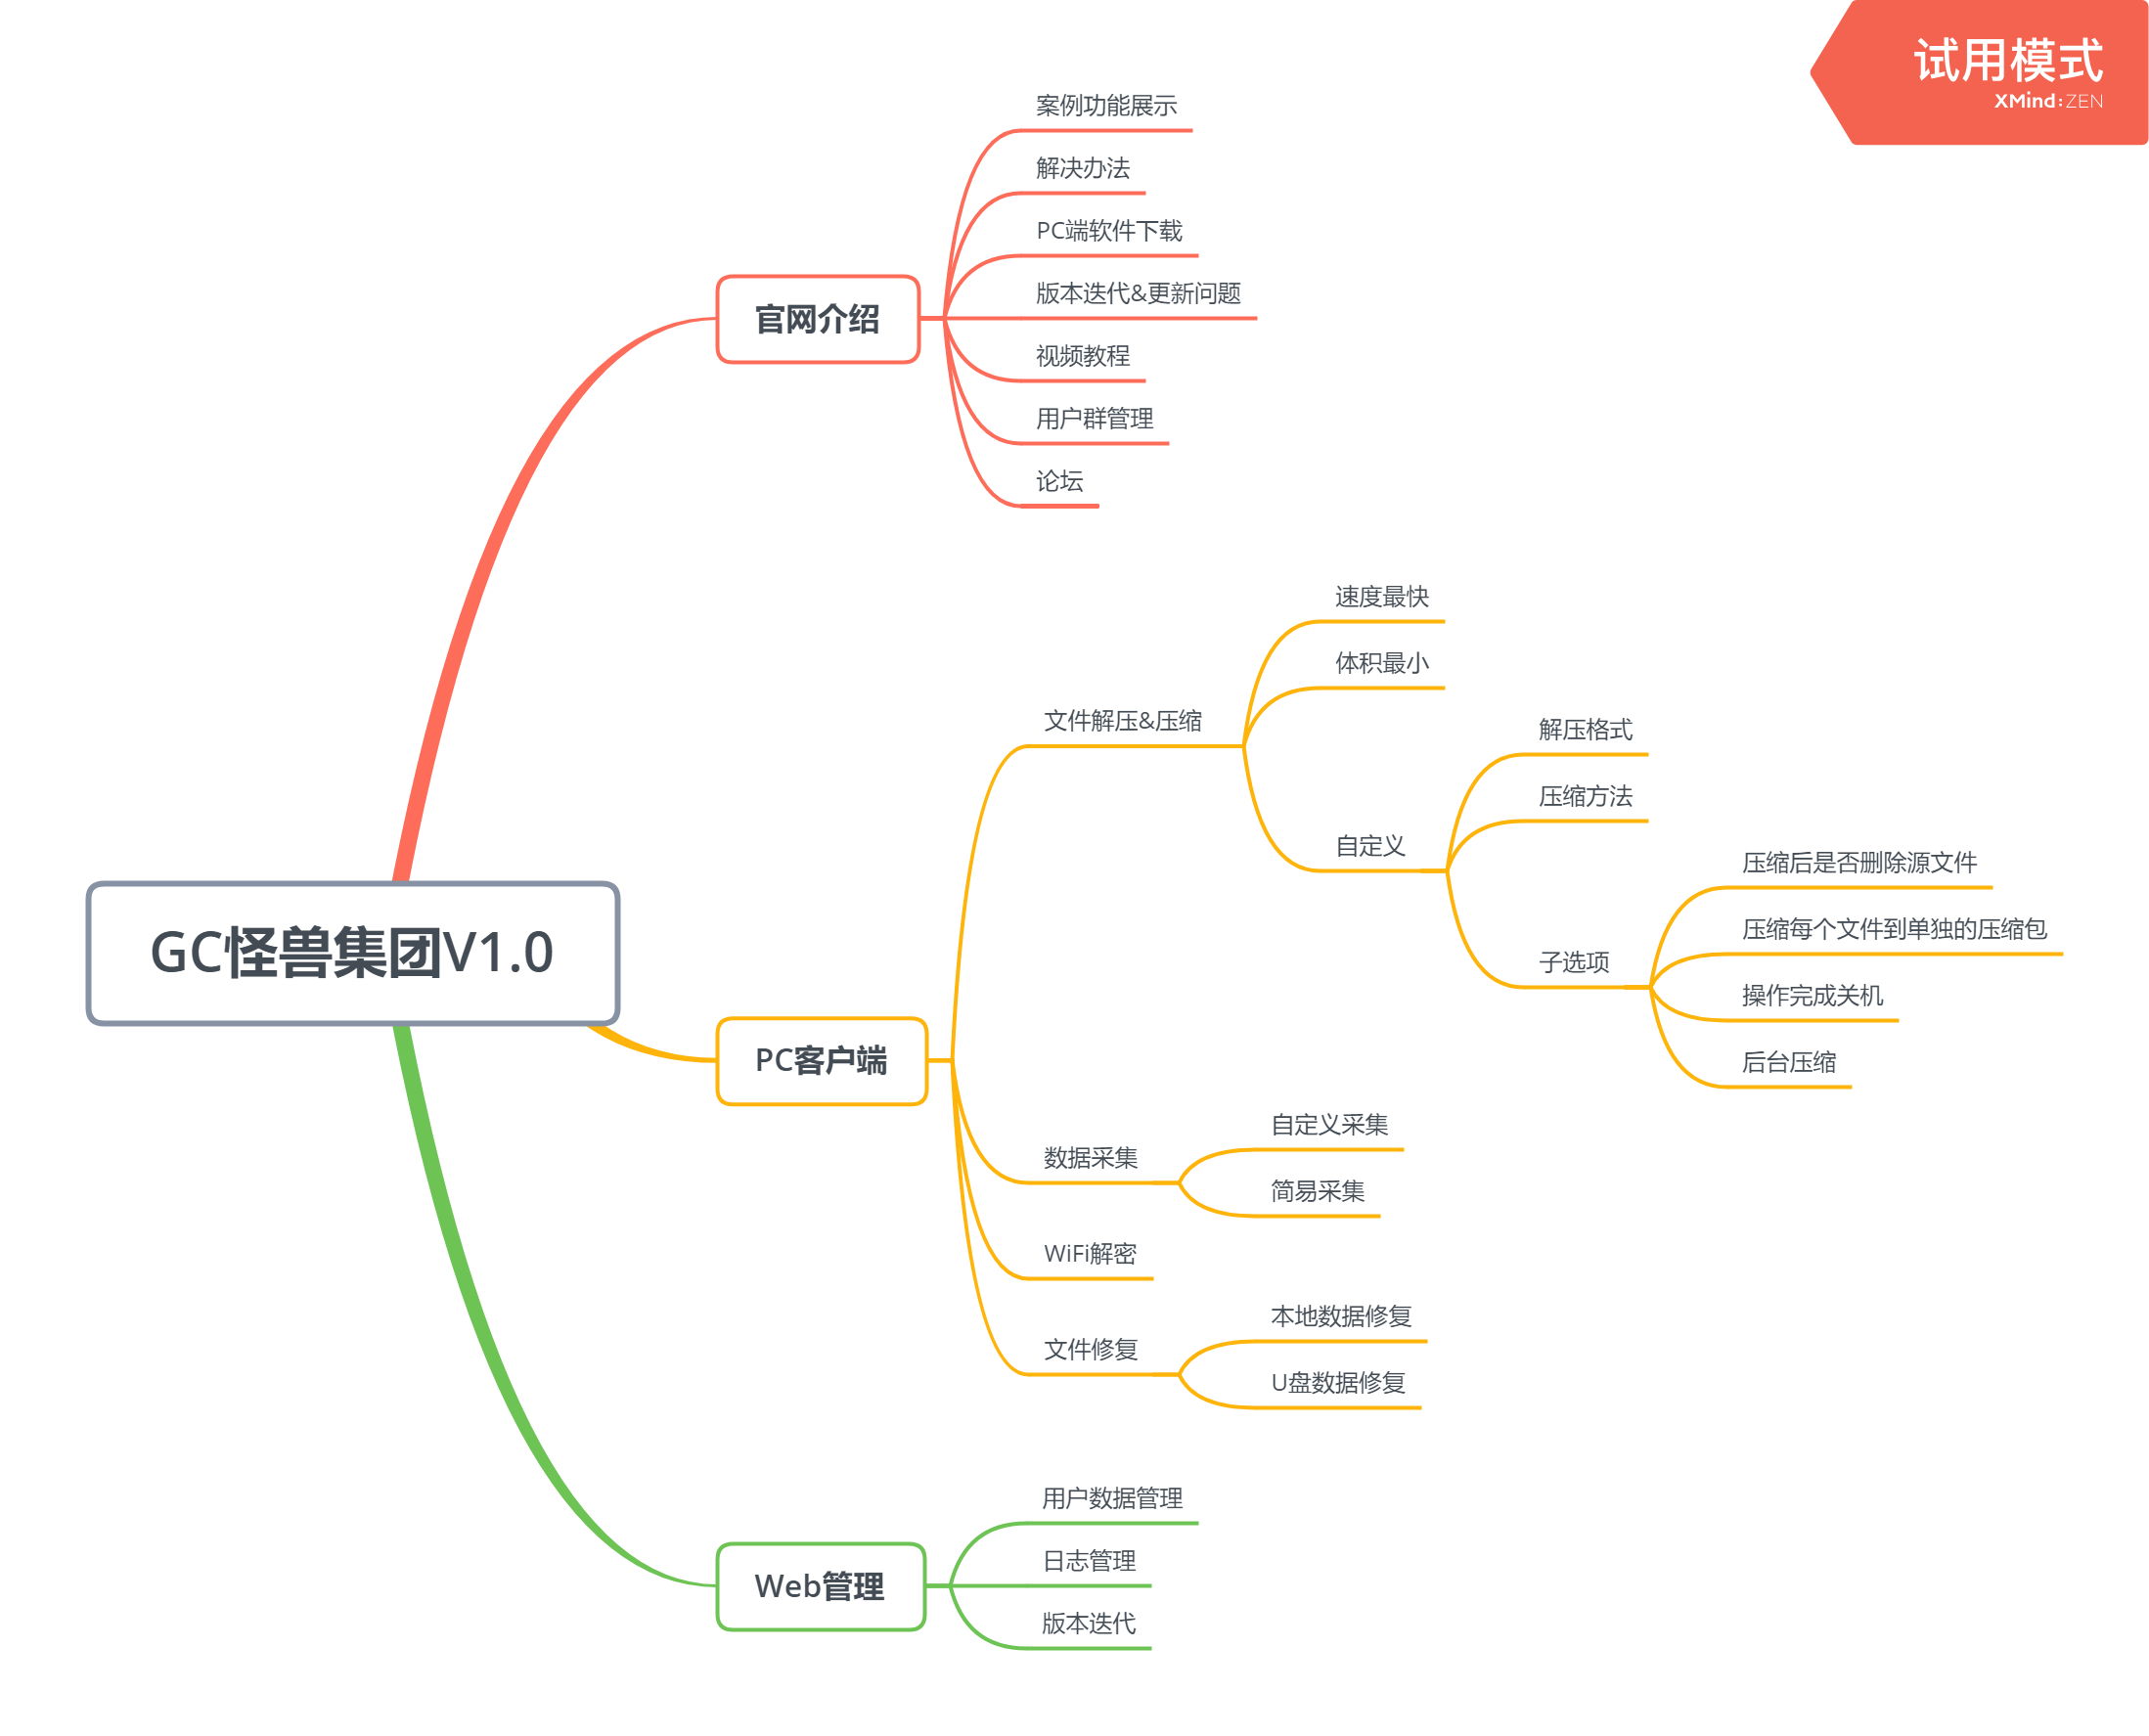 试用模式
XMind:ZEN
案例功能展示
解决办法
PC端软件下载
版本迭代&更新问题
官网介绍
视频教程
用户群管理
论坛
速度最快
体积最小
文件解压&压缩
解压格式
压缩方法
自定义
压缩后是否删除源文件
压缩每个文件到单独的压缩包
子选项
操作完成关机
后台压缩
GC怪兽集团V1.0
PC客户端
自定义采集
数据采集
简易采集
WiFi解密
本地数据修复
文件修复
U盘数据修复
用户数据管理
日志管理
Web管理
版本迭代